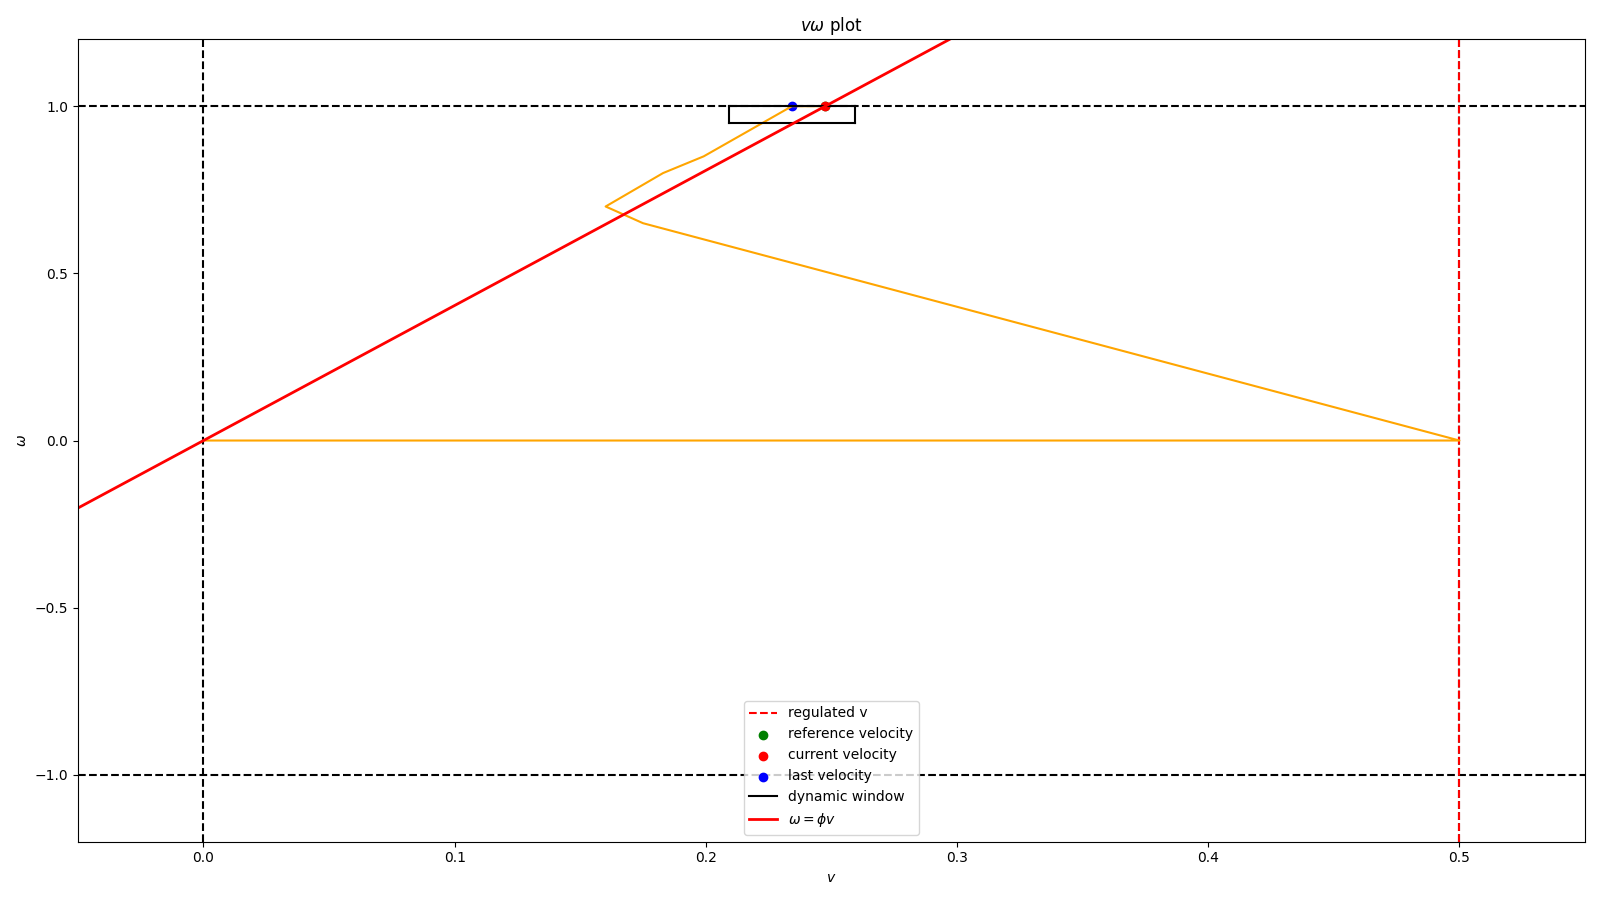 vω plot
1.0
0.5
0.0
−0.5
−1.0
ω
0.0 0.1 0.2 0.3 0.4 0.5
v
regulated v
reference velocity
current velocity
last velocity
dynamic window
ω = ϕv